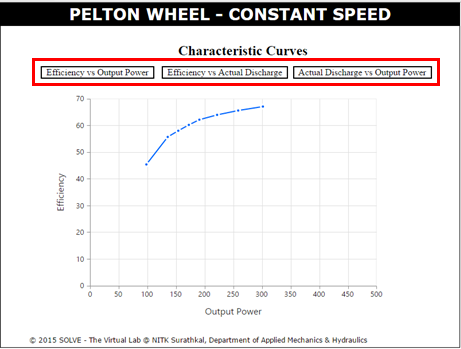 PELTON WHEEL - CONSTANT SPEED
Characteristic Curves
Efficiency vs Output Power Efficiency vs Actual Discharge Actual Discharge vs Output Power
70
60
50
40
30
20
10
0
Efficiency
0 50 100 150 200 250 300 350 400 450 500
Output Power
© 2015 SOLVE - The Virtual Lab @ NITK Surathkal, Department of Applied Mechanics & Hydraulics